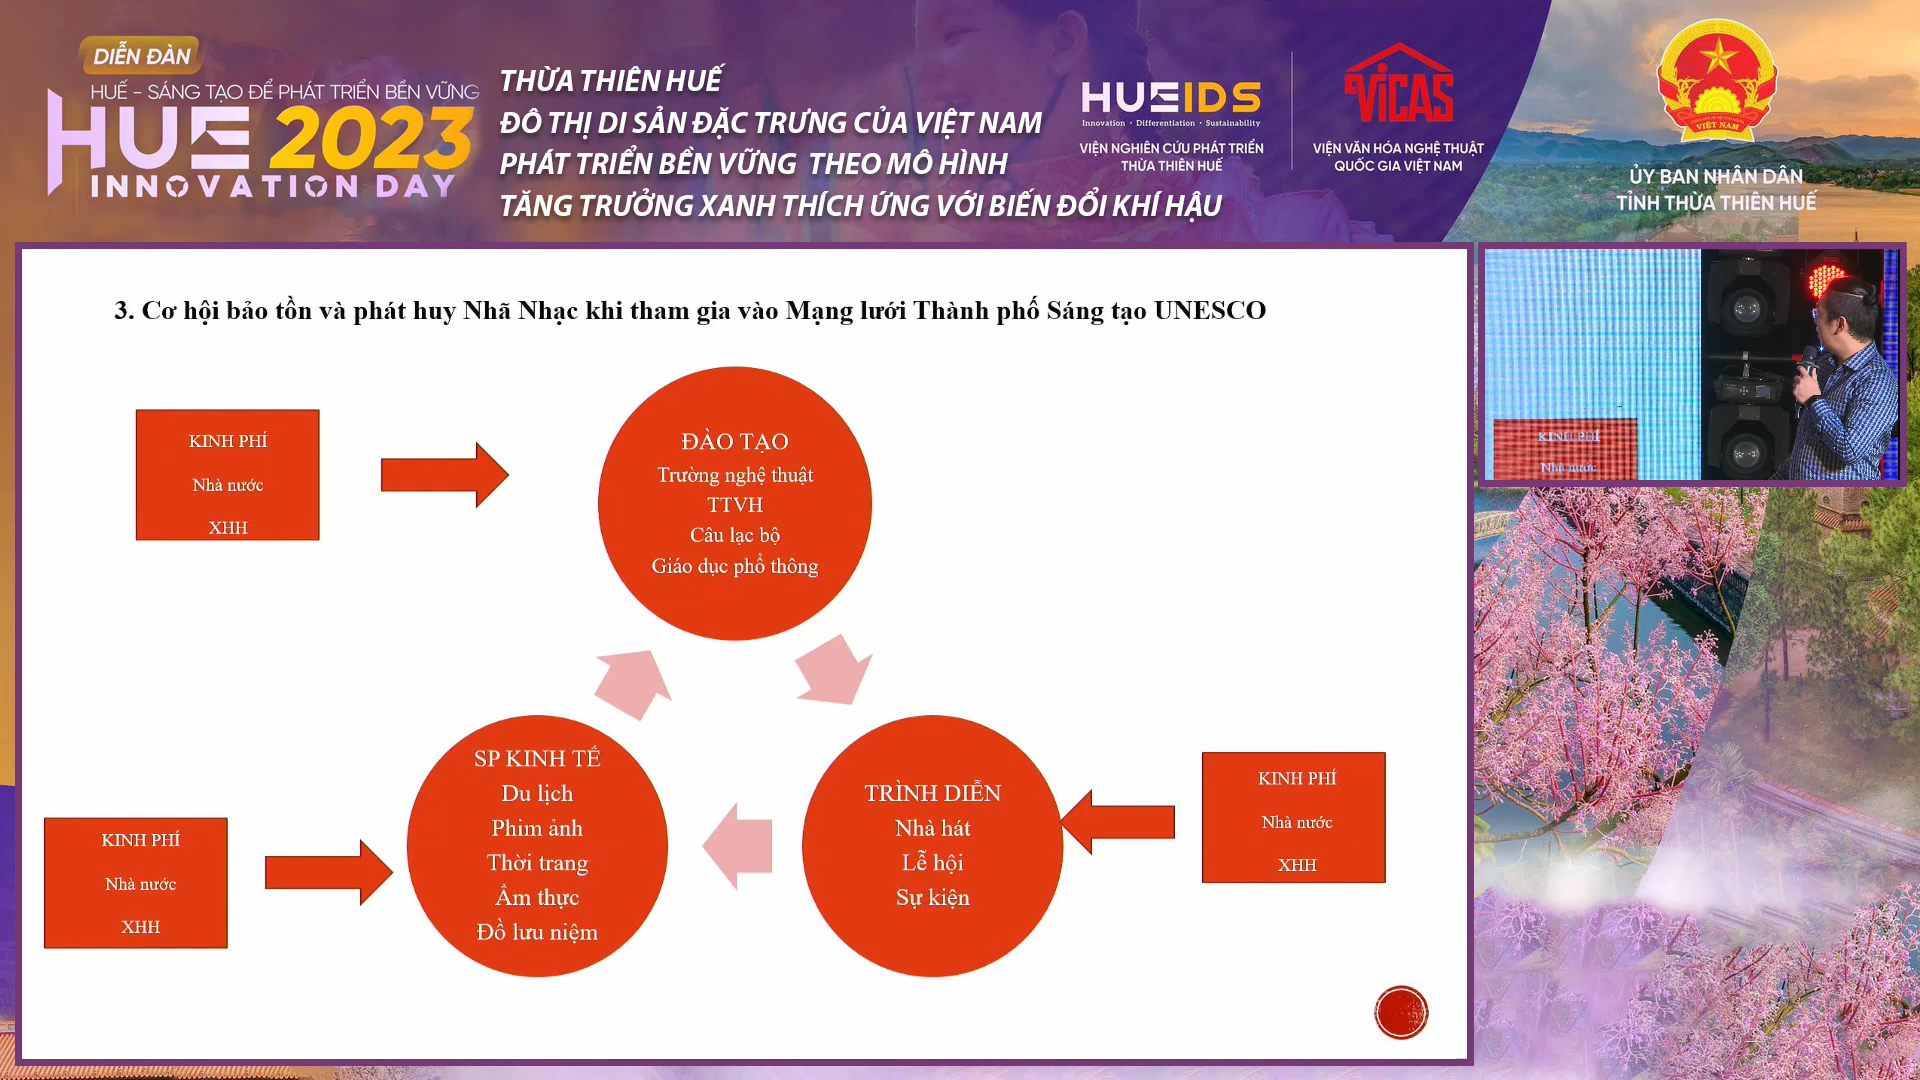 DIỄN ĐÀN
HUẾ – SÁNG TẠO ĐỂ PHÁT TRIỂN BỀN VỮNG
HUE 2023
INNOVATION DAY
THỪA THIÊN HUẾ
ĐÔ THỊ DI SẢN ĐẶC TRƯNG CỦA VIỆT NAM
PHÁT TRIỂN BỀN VỮNG THEO MÔ HÌNH
TĂNG TRƯỞNG XANH THÍCH ỨNG VỚI BIẾN ĐỔI KHÍ HẬU
HUEIDS
Innovation · Differentiation · Sustainability
VIỆN NGHIÊN CỨU PHÁT TRIỂN
THỪA THIÊN HUẾ
VICAS
VIỆN VĂN HÓA NGHỆ THUẬT
QUỐC GIA VIỆT NAM
VIỆT NAM
ỦY BAN NHÂN DÂN
TỈNH THỪA THIÊN HUẾ
3. Cơ hội bảo tồn và phát huy Nhã Nhạc khi tham gia vào Mạng lưới Thành phố Sáng tạo UNESCO
KINH PHÍ
Nhà nước
XHH
ĐÀO TẠO
Trường nghệ thuật
TTVH
Câu lạc bộ
Giáo dục phổ thông
SP KINH TẾ
Du lịch
Phim ảnh
Thời trang
Ẩm thực
Đồ lưu niệm
TRÌNH DIỄN
Nhà hát
Lễ hội
Sự kiện
KINH PHÍ
Nhà nước
XHH
KINH PHÍ
Nhà nước
XHH
KINH PHÍ
Nhà nước